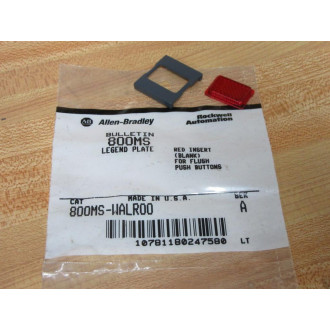 AB Allen-Bradley
Rockwell
Automation
BULLETIN
800MS
LEGEND PLATE
RED INSERT
(BLANK)
FOR FLUSH
PUSH BUTTONS
CAT
MADE IN U.S.A.
SER
800MS-WALR00
A
10781180247580
LT